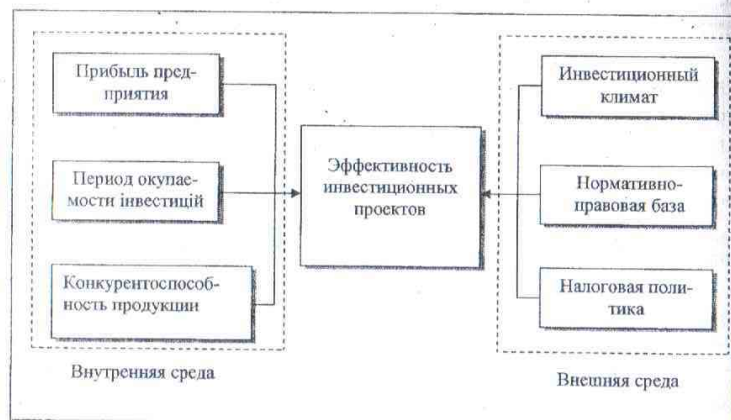 Прибыль пред-
приятия
Период окупае-
мости інвестицій
Конкурентоспособ-
ность продукции
Внутренняя среда
Эффективность
инвестиционных
проектов
Инвестиционный
климат
Нормативно-
правовая база
Налоговая поли-
тика
Внешняя среда